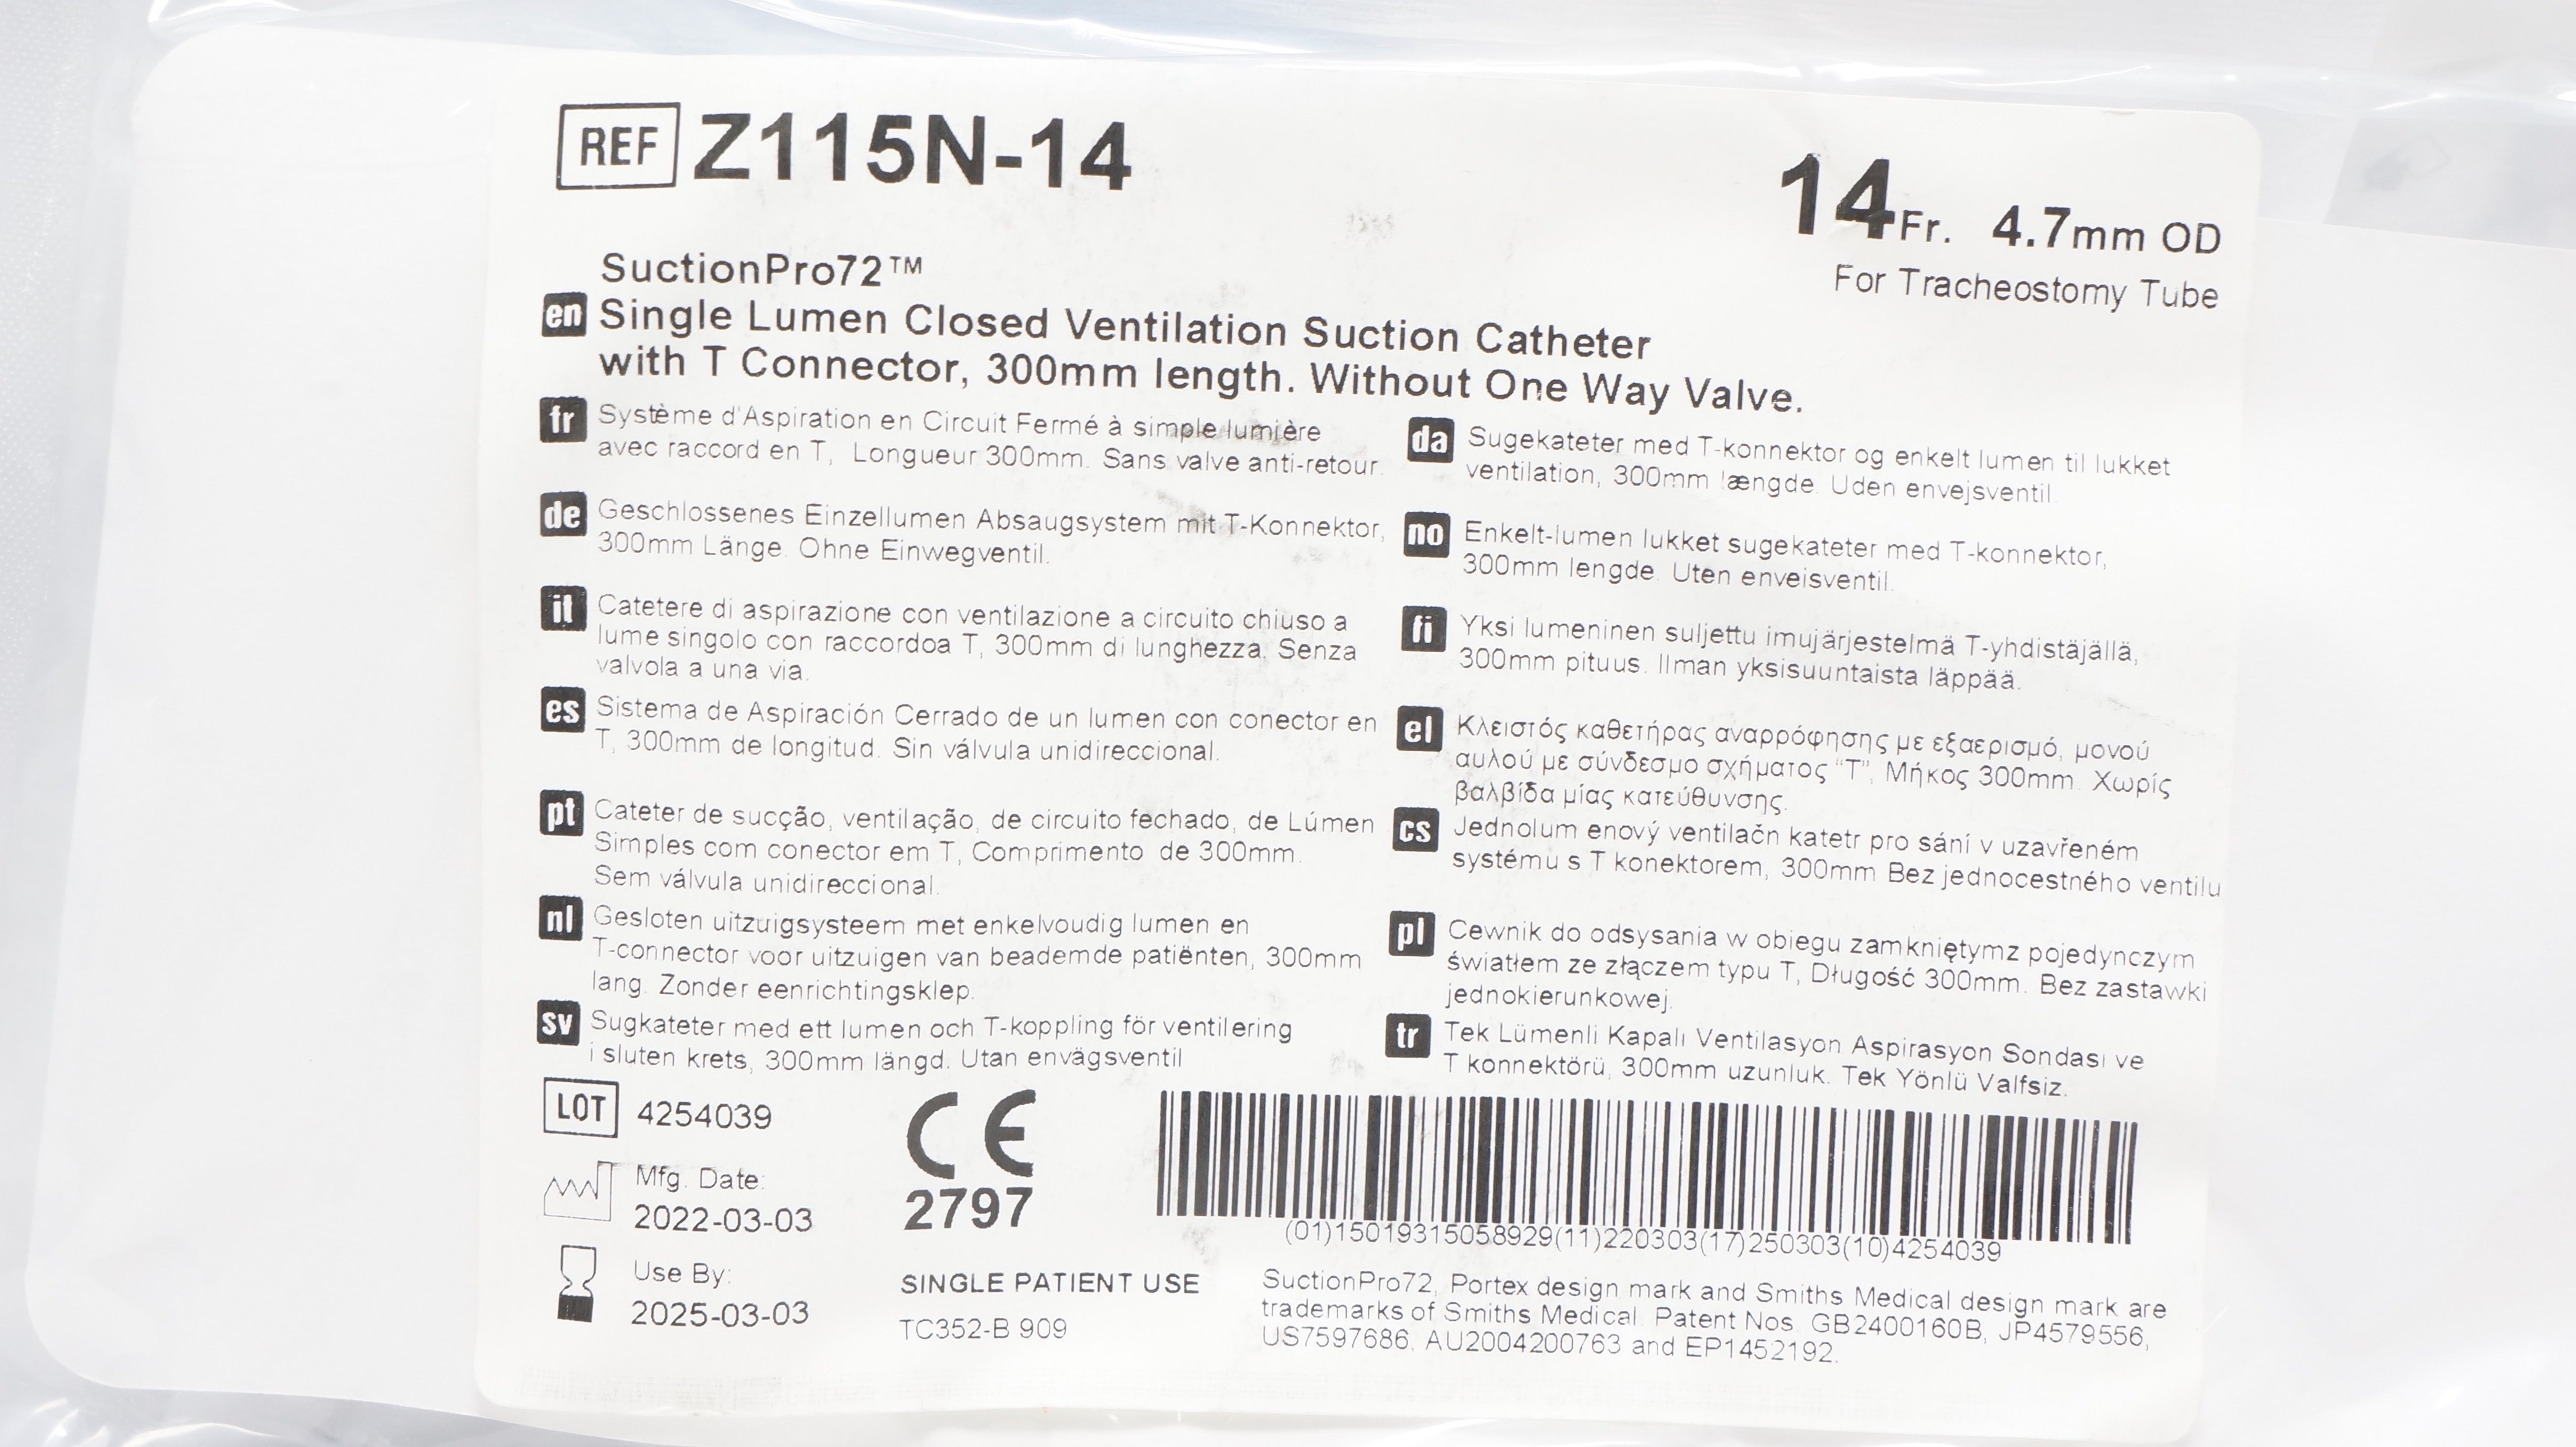 REF Z115N-14
14 Fr. 4.7mm OD
For Tracheostomy Tube
SuctionPro72™
en Single Lumen Closed Ventilation Suction Catheter
with T Connector, 300mm length. Without One Way Valve.
fr Système d'Aspiration en Circuit Fermé à simple lumière
avec raccord en T, Longueur 300mm. Sans valve anti-retour.
de Geschlossenes Einzellumen Absaugsystem mit T-Konnektor,
300mm Länge. Ohne Einwegventil.
it Catetere di aspirazione con ventilazione a circuito chiuso a
lume singolo con raccordoa T, 300mm di lunghezza. Senza
valvola a una via.
es Sistema de Aspiración Cerrado de un lumen con conector en
T, 300mm de longitud. Sin válvula unidireccional.
pt Cateter de sucção, ventilação, de circuito fechado, de Lúmen
Simples com conector em T, Comprimento de 300mm.
Sem válvula unidireccional.
nl Gesloten uitzuigsysteem met enkelvoudig lumen en
T-connector voor uitzuigen van beademde patiënten, 300mm
lang. Zonder eenrichtingsklep.
sv Sugkateter med ett lumen och T-koppling för ventilering
i sluten krets, 300mm längd. Utan envägsventil
da Sugekateter med T-konnektor og enkelt lumen til lukket
ventilation, 300mm længde. Uden envejsventil.
no Enkelt-lumen lukket sugekateter med T-konnektor,
300mm lengde. Uten enveisventil.
fi Yksi lumeninen suljettu imujärjestelmä T-yhdistäjällä,
300mm pituus. Ilman yksisuuntaista läppää.
el Κλειστός καθετήρας αναρρόφησης με εξαερισμό, μονού
αυλού με σύνδεσμο σχήματος “Τ”, Μήκος 300mm. Χωρίς
βαλβίδα μίας κατεύθυνσης.
cs Jednolum enový ventilačn katetr pro sání v uzavřeném
systému s T konektorem, 300mm Bez jednocestného ventilu
pl Cewnik do odsysania w obiegu zamkniętymz pojedynczym
światłem ze złączem typu T, Długość 300mm. Bez zastawki
jednokierunkowej.
tr Tek Lümenli Kapalı Ventilasyon Aspirasyon Sondası ve
T konnektörü, 300mm uzunluk. Tek Yönlü Valfsiz.
LOT 4254039
Mfg. Date:
2022-03-03
Use By:
2025-03-03
CE
2797
SINGLE PATIENT USE
TC352-B 909
(01)15019315058929(11)220303(17)250303(10)4254039
SuctionPro72, Portex design mark and Smiths Medical design mark are
trademarks of Smiths Medical. Patent Nos. GB2400160B, JP4579556,
US7597686, AU2004200763 and EP1452192.